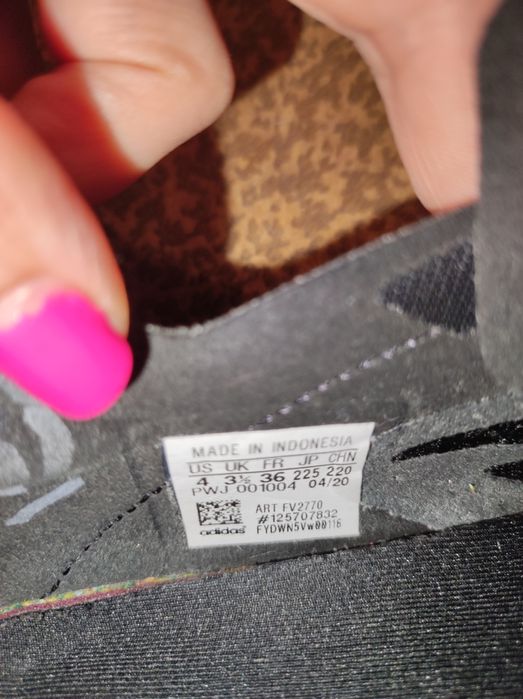 MADE IN INDONESIA
US UK FR JP CHN
4 3½ 36 225 220
PWJ 001004 04/20
ART FV2770
#125707832
adidas FYDWN5Vw00116